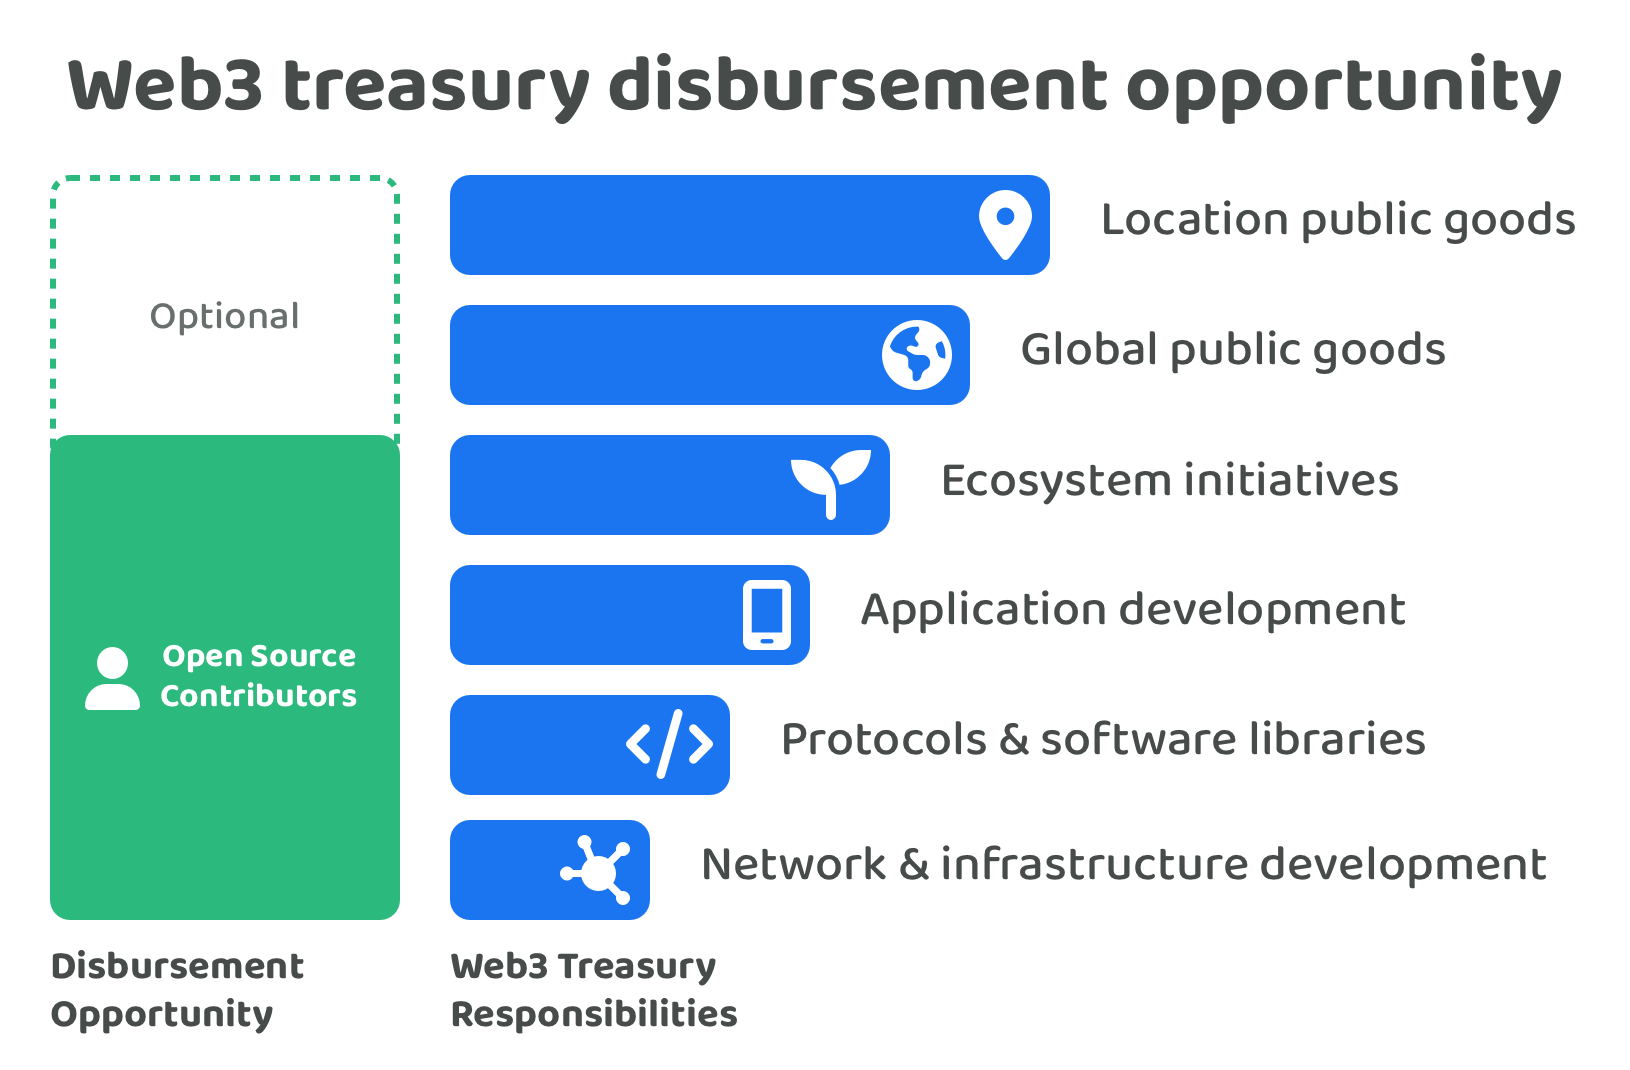 Web3 treasury disbursement opportunity
Optional
Open Source
Contributors
Location public goods
Global public goods
Ecosystem initiatives
Application development
Protocols & software libraries
Network & infrastructure development
Disbursement
Opportunity
Web3 Treasury
Responsibilities